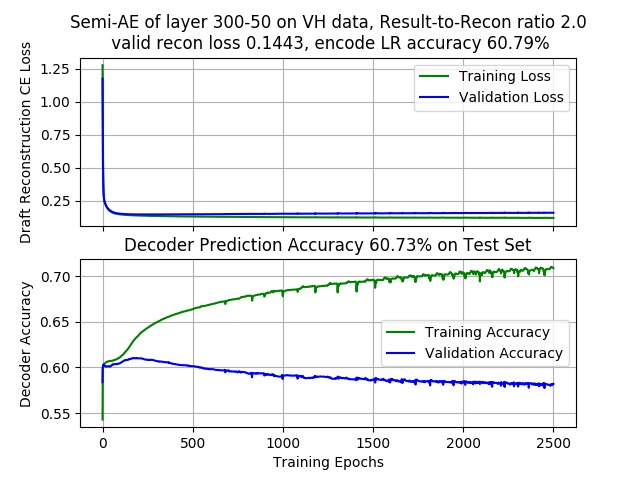 Semi-AE of layer 300-50 on VH data, Result-to-Recon ratio 2.0
valid recon loss 0.1443, encode LR accuracy 60.79%
Draft Reconstruction CE Loss
1.25
1.00
0.75
0.50
0.25
Training Loss
Validation Loss
Decoder Prediction Accuracy 60.73% on Test Set
Decoder Accuracy
0.70
0.65
0.60
0.55
Training Accuracy
Validation Accuracy
0 500 1000 1500 2000 2500
Training Epochs